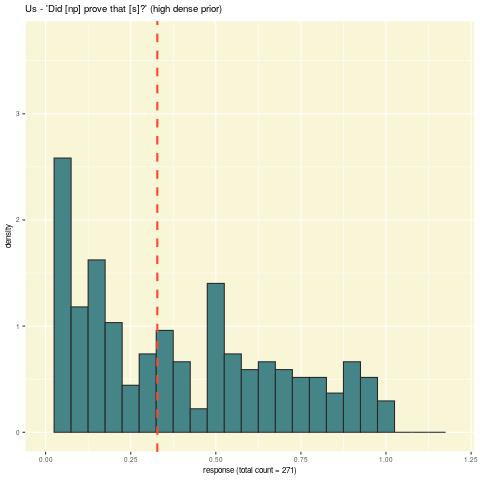 Us - 'Did [np] prove that [s]?' (high dense prior)
3
2
1
0
density
0.00 0.25 0.50 0.75 1.00 1.25
response (total count = 271)